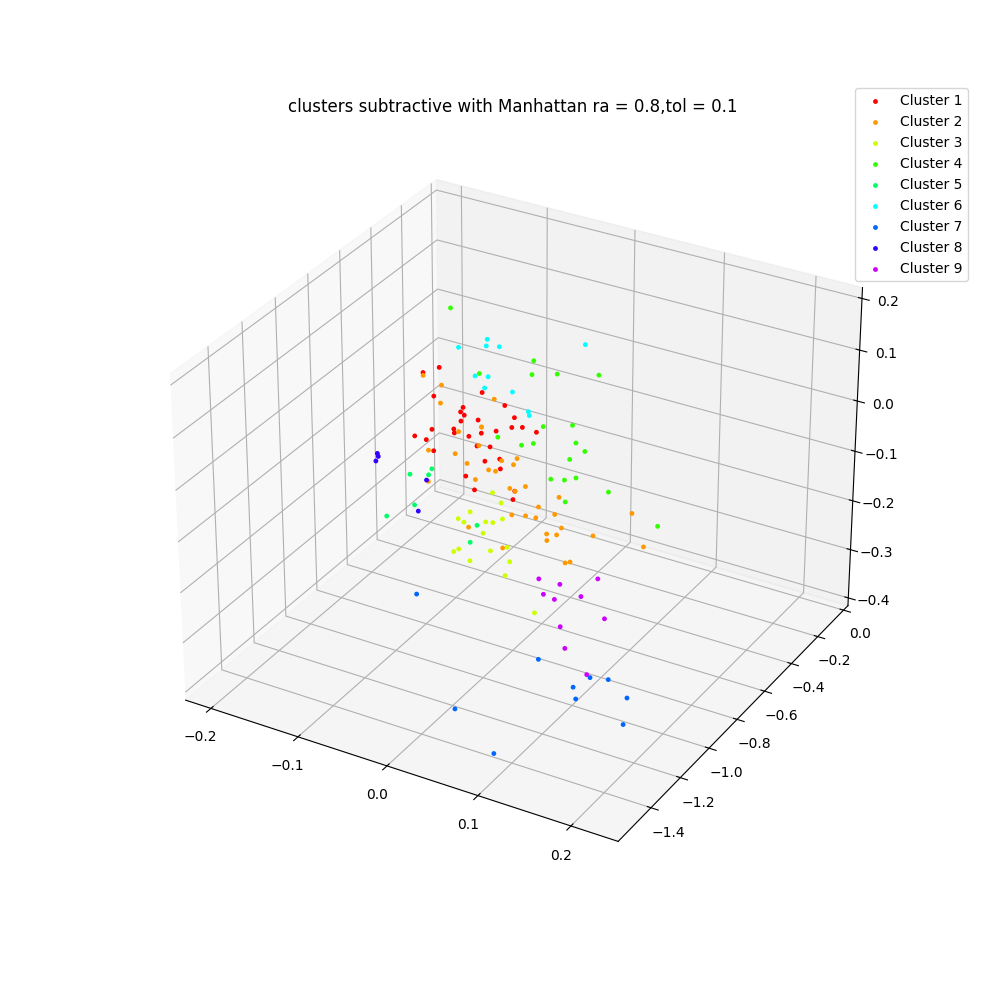 clusters subtractive with Manhattan ra = 0.8,tol = 0.1
Cluster 1
Cluster 2
Cluster 3
Cluster 4
Cluster 5
Cluster 6
Cluster 7
Cluster 8
Cluster 9
0.2
0.1
0.0
−0.1
−0.2
−0.3
−0.4
0.0
−0.2
−0.4
−0.6
−0.8
−1.0
−1.2
−1.4
−0.2
−0.1
0.0
0.1
0.2